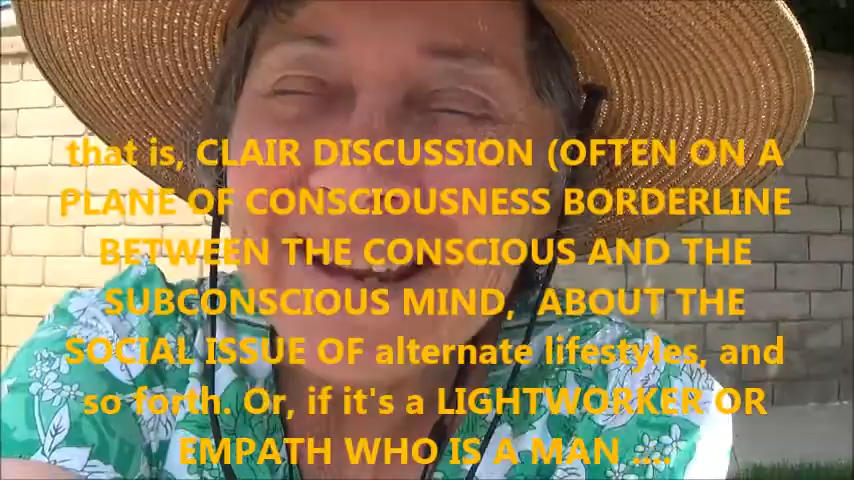 that is, CLAIR DISCUSSION (OFTEN ON A
PLANE OF CONSCIOUSNESS BORDERLINE
BETWEEN THE CONSCIOUS AND THE
SUBCONSCIOUS MIND,  ABOUT THE
SOCIAL ISSUE OF alternate lifestyles, and
so forth. Or, if it's a LIGHTWORKER OR
EMPATH WHO IS A MAN ....